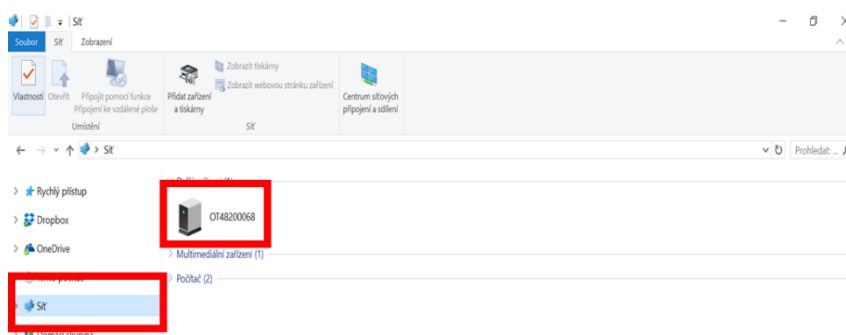 Síť
Soubor Síť Zobrazení
Vlastnosti Otevřít Připojit pomocí funkce Připojení ke vzdálené ploše
Přidat zařízení a tiskárny
Zobrazit tiskárny
Zobrazit webovou stránku zařízení
Centrum síťových připojení a sdílení
Umístění Síť
Síť
Prohledat: ...
Rychlý přístup
OT48200068
Dropbox
OneDrive
Multimediální zařízení (1)
Počítač (2)
Síť